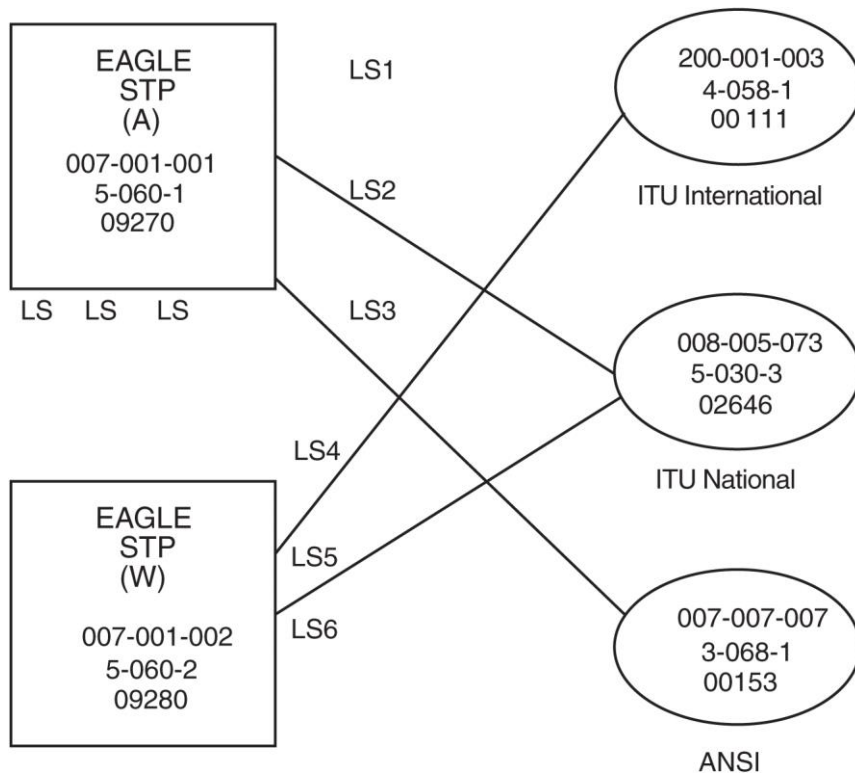 EAGLE
STP
(A)
007-001-001
5-060-1
09270
LS LS LS
LS1
LS2
LS3
LS4
LS5
LS6
EAGLE
STP
(W)
007-001-002
5-060-2
09280
200-001-003
4-058-1
00 111
ITU International
008-005-073
5-030-3
02646
ITU National
007-007-007
3-068-1
00153
ANSI